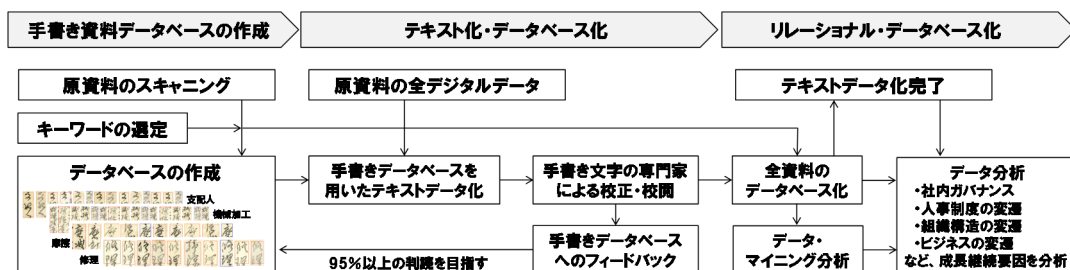 手書き資料データベースの作成
テキスト化・データベース化
リレーショナル・データベース化
原資料のスキャニング
原資料の全デジタルデータ
テキストデータ化完了
キーワードの選定
データベースの作成
支配人
機械加工
摩擦
修理
手書きデータベースを
用いたテキストデータ化
手書き文字の専門家
による校正・校閲
全資料の
データベース化
データ分析
・社内ガバナンス
・人事制度の変遷
・組織構造の変遷
・ビジネスの変遷
など、成長継続要因を分析
95%以上の判読を目指す
手書きデータベース
へのフィードバック
データ・
マイニング分析